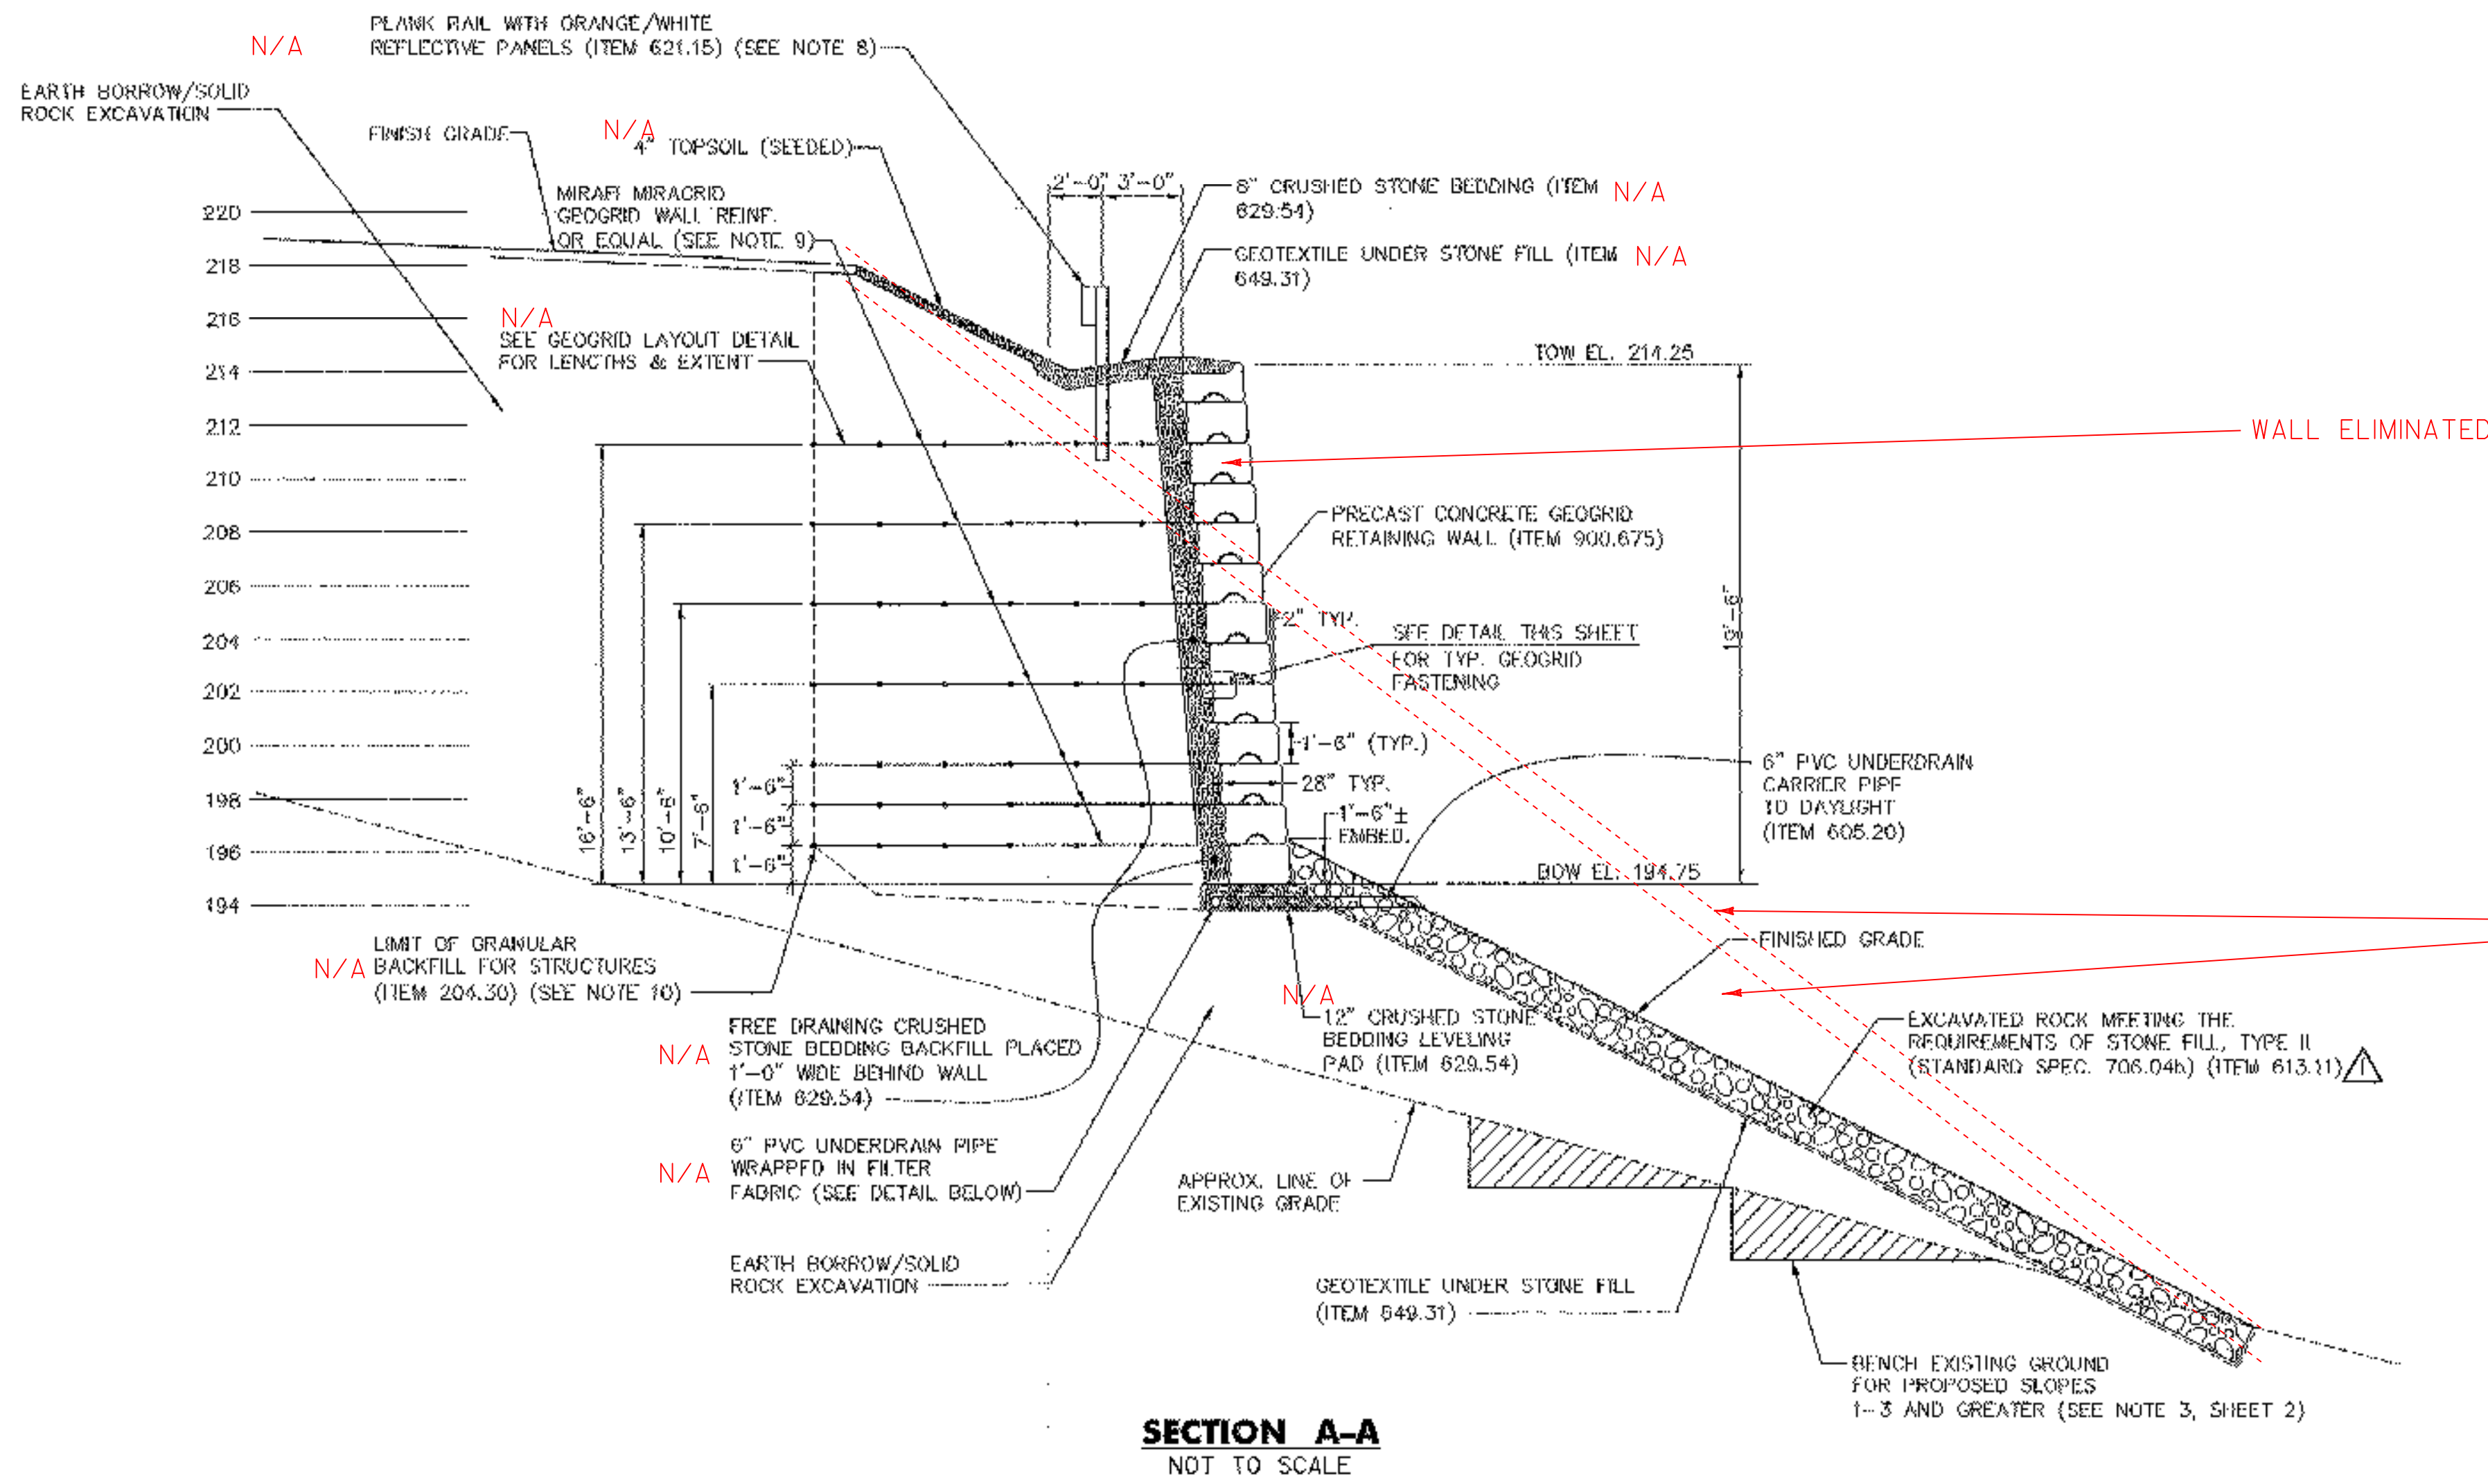 PLANK RAIL WITH ORANGE/WHITE
N/A REFLECTIVE PANELS (ITEM 621.15) (SEE NOTE 8)
EARTH BORROW/SOLID
ROCK EXCAVATION
FINISH GRADE
N/A
4" TOPSOIL (SEEDED)
MIRAFI MIRAGRID
GEOGRID WALL REINF.
OR EQUAL (SEE NOTE 9)
2'-0" 3'-0"
8" CRUSHED STONE BEDDING (ITEM N/A
629.54)
GEOTEXTILE UNDER STONE FILL (ITEM N/A
649.31)
220
218
216
214
212
210
208
206
204
202
200
198
196
194
N/A
SEE GEOGRID LAYOUT DETAIL
FOR LENGTHS & EXTENT
TOW EL. 214.25
WALL ELIMINATED
PRECAST CONCRETE GEOGRID
RETAINING WALL (ITEM 900.675)
2" TYP.
SEE DETAIL THIS SHEET
FOR TYP. GEOGRID
FASTENING
19'-6"
1'-6" (TYP.)
28" TYP.
1'-6"±
EMBED.
6" PVC UNDERDRAIN
CARRIER PIPE
TO DAYLIGHT
(ITEM 605.20)
16'-6"
13'-6"
10'-6"
7'-6"
1'-6"
1'-6"
1'-6"
BOW EL. 194.75
LIMIT OF GRANULAR
N/A BACKFILL FOR STRUCTURES
(ITEM 204.30) (SEE NOTE 10)
FINISHED GRADE
FREE DRAINING CRUSHED
N/A STONE BEDDING BACKFILL PLACED
1'-0" WIDE BEHIND WALL
(ITEM 629.54)
N/A
12" CRUSHED STONE
BEDDING LEVELING
PAD (ITEM 629.54)
EXCAVATED ROCK MEETING THE
REQUIREMENTS OF STONE FILL, TYPE II
(STANDARD SPEC. 706.04b) (ITEM 613.11) 1
6" PVC UNDERDRAIN PIPE
N/A WRAPPED IN FILTER
FABRIC (SEE DETAIL BELOW)
APPROX. LINE OF
EXISTING GRADE
EARTH BORROW/SOLID
ROCK EXCAVATION
GEOTEXTILE UNDER STONE FILL
(ITEM 649.31)
BENCH EXISTING GROUND
FOR PROPOSED SLOPES
1-3 AND GREATER (SEE NOTE 3, SHEET 2)
SECTION A-A
NOT TO SCALE